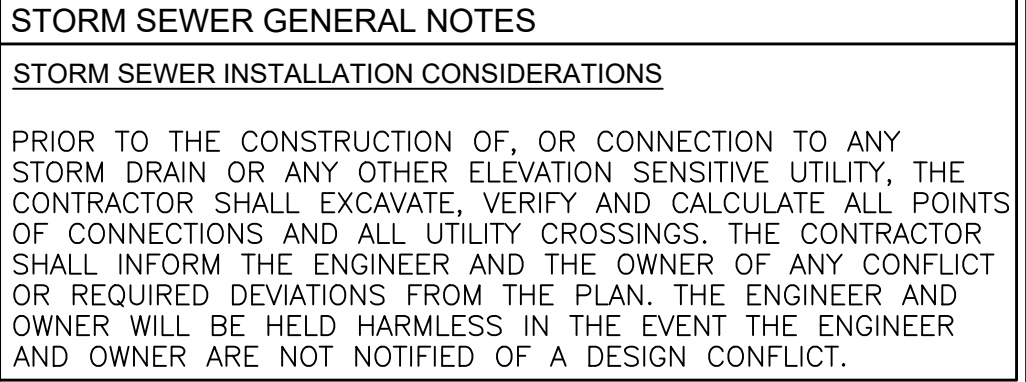 STORM SEWER GENERAL NOTES
STORM SEWER INSTALLATION CONSIDERATIONS
PRIOR TO THE CONSTRUCTION OF, OR CONNECTION TO ANY
STORM DRAIN OR ANY OTHER ELEVATION SENSITIVE UTILITY, THE
CONTRACTOR SHALL EXCAVATE, VERIFY AND CALCULATE ALL POINTS
OF CONNECTIONS AND ALL UTILITY CROSSINGS. THE CONTRACTOR
SHALL INFORM THE ENGINEER AND THE OWNER OF ANY CONFLICT
OR REQUIRED DEVIATIONS FROM THE PLAN. THE ENGINEER AND
OWNER WILL BE HELD HARMLESS IN THE EVENT THE ENGINEER
AND OWNER ARE NOT NOTIFIED OF A DESIGN CONFLICT.